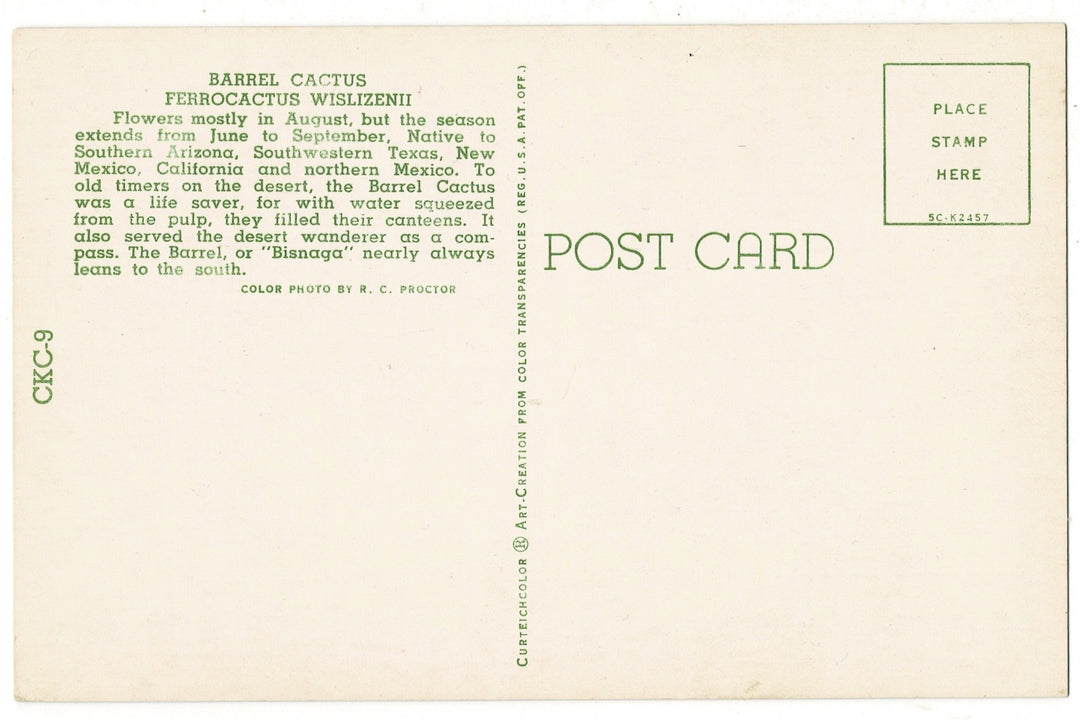 BARREL CACTUS
FERROCACTUS WISLIZENII
Flowers mostly in August, but the season
extends from June to September, Native to
Southern Arizona, Southwestern Texas, New
Mexico, California and northern Mexico. To
old timers on the desert, the Barrel Cactus
was a life saver, for with water squeezed
from the pulp, they filled their canteens. It
also served the desert wanderer as a com-
pass. The Barrel, or "Bisnaga" nearly always
leans to the south.
COLOR PHOTO BY R. C. PROCTOR
CKC-9
CURTEICHCOLOR ® ART-CREATION FROM COLOR TRANSPARENCIES (REG. U.S.A. PAT. OFF.)
POST CARD
PLACE
STAMP
HERE
5C-K2457